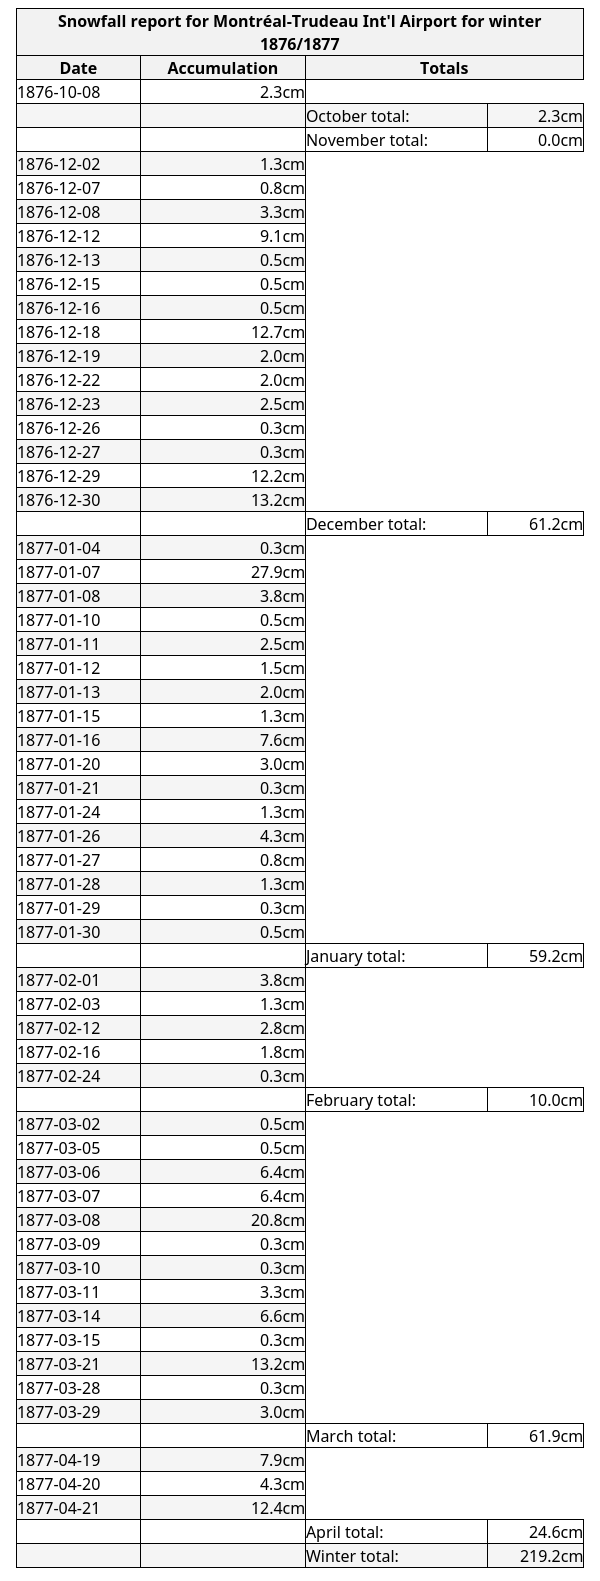 Snowfall report for Montréal-Trudeau Int'l Airport for winter
1876/1877
Date Accumulation Totals
1876-10-08 2.3cm
October total: 2.3cm
November total: 0.0cm
1876-12-02 1.3cm
1876-12-07 0.8cm
1876-12-08 3.3cm
1876-12-12 9.1cm
1876-12-13 0.5cm
1876-12-15 0.5cm
1876-12-16 0.5cm
1876-12-18 12.7cm
1876-12-19 2.0cm
1876-12-22 2.0cm
1876-12-23 2.5cm
1876-12-26 0.3cm
1876-12-27 0.3cm
1876-12-29 12.2cm
1876-12-30 13.2cm
December total: 61.2cm
1877-01-04 0.3cm
1877-01-07 27.9cm
1877-01-08 3.8cm
1877-01-10 0.5cm
1877-01-11 2.5cm
1877-01-12 1.5cm
1877-01-13 2.0cm
1877-01-15 1.3cm
1877-01-16 7.6cm
1877-01-20 3.0cm
1877-01-21 0.3cm
1877-01-24 1.3cm
1877-01-26 4.3cm
1877-01-27 0.8cm
1877-01-28 1.3cm
1877-01-29 0.3cm
1877-01-30 0.5cm
January total: 59.2cm
1877-02-01 3.8cm
1877-02-03 1.3cm
1877-02-12 2.8cm
1877-02-16 1.8cm
1877-02-24 0.3cm
February total: 10.0cm
1877-03-02 0.5cm
1877-03-05 0.5cm
1877-03-06 6.4cm
1877-03-07 6.4cm
1877-03-08 20.8cm
1877-03-09 0.3cm
1877-03-10 0.3cm
1877-03-11 3.3cm
1877-03-14 6.6cm
1877-03-15 0.3cm
1877-03-21 13.2cm
1877-03-28 0.3cm
1877-03-29 3.0cm
March total: 61.9cm
1877-04-19 7.9cm
1877-04-20 4.3cm
1877-04-21 12.4cm
April total: 24.6cm
Winter total: 219.2cm